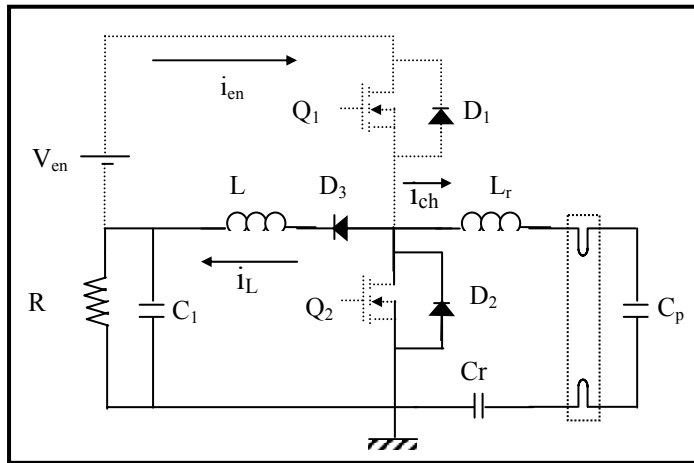 i_en
Q_1
D_1
V_en
L
D_3
i_ch
L_r
i_L
R
C_1
Q_2
D_2
C_p
Cr